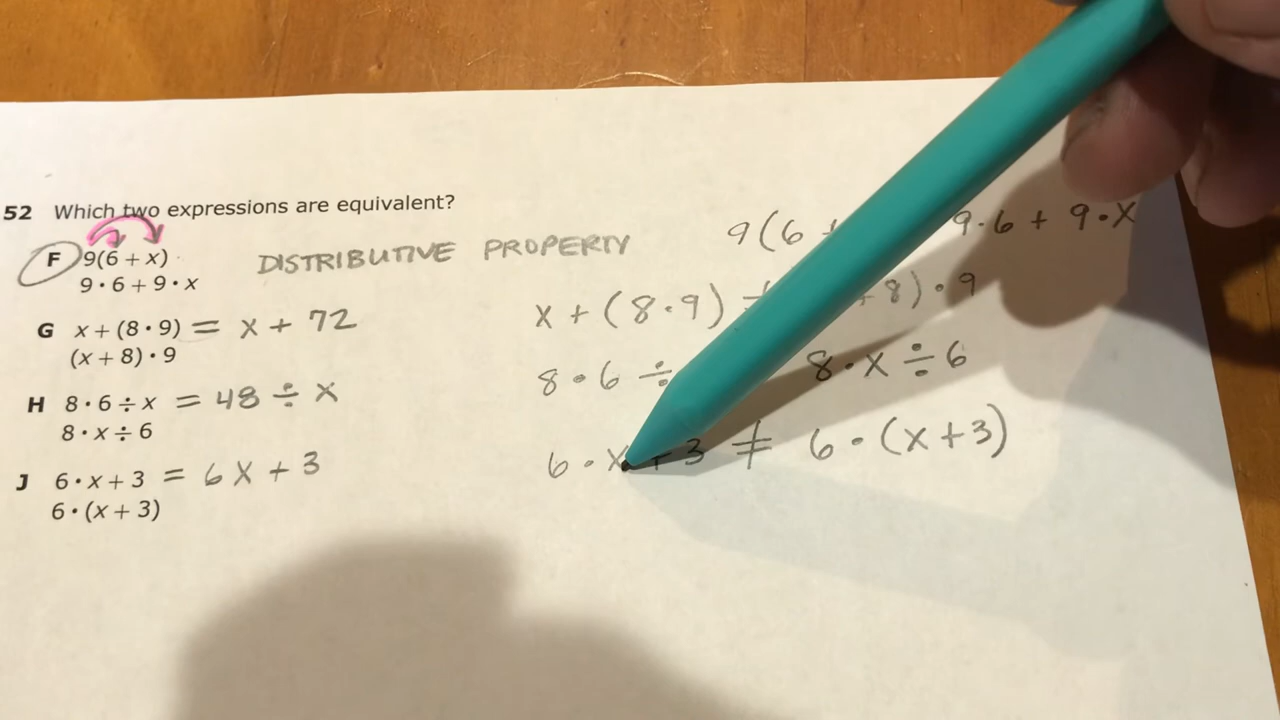 52 Which two expressions are equivalent?
F 9(6 + x) DISTRIBUTIVE PROPERTY 9(6 + 9·6 + 9·x
9 • 6 + 9 • x
G x + (8 • 9) = x + 72 x + (8·9) +8)·9
(x + 8) • 9
H 8 • 6 ÷ x = 48 ÷ x 8·6 ÷ 8·x ÷ 6
8 • x ÷ 6
J 6 • x + 3 = 6x + 3 6·x + 3 ≠ 6·(x+3)
6 • (x + 3)